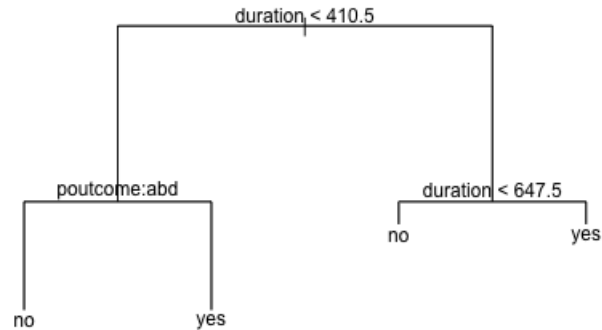 duration < 410.5
poutcome:abd
duration < 647.5
no
yes
no
yes